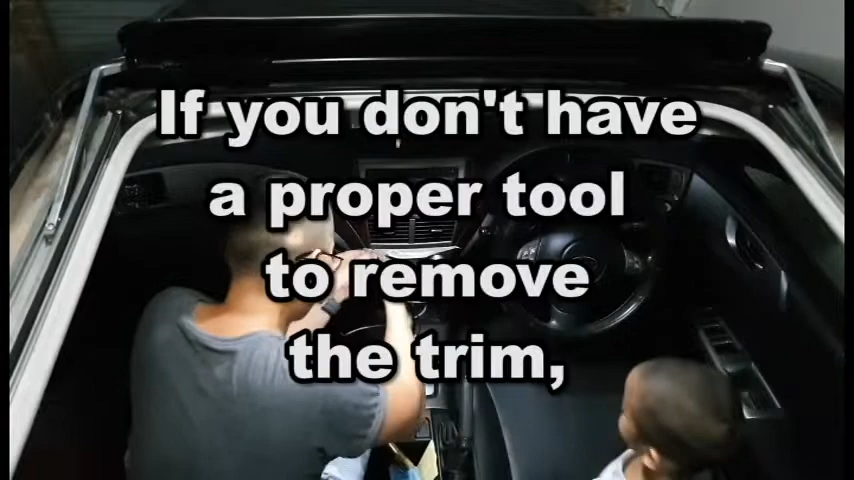 If you don't have
a proper tool
to remove
the trim,